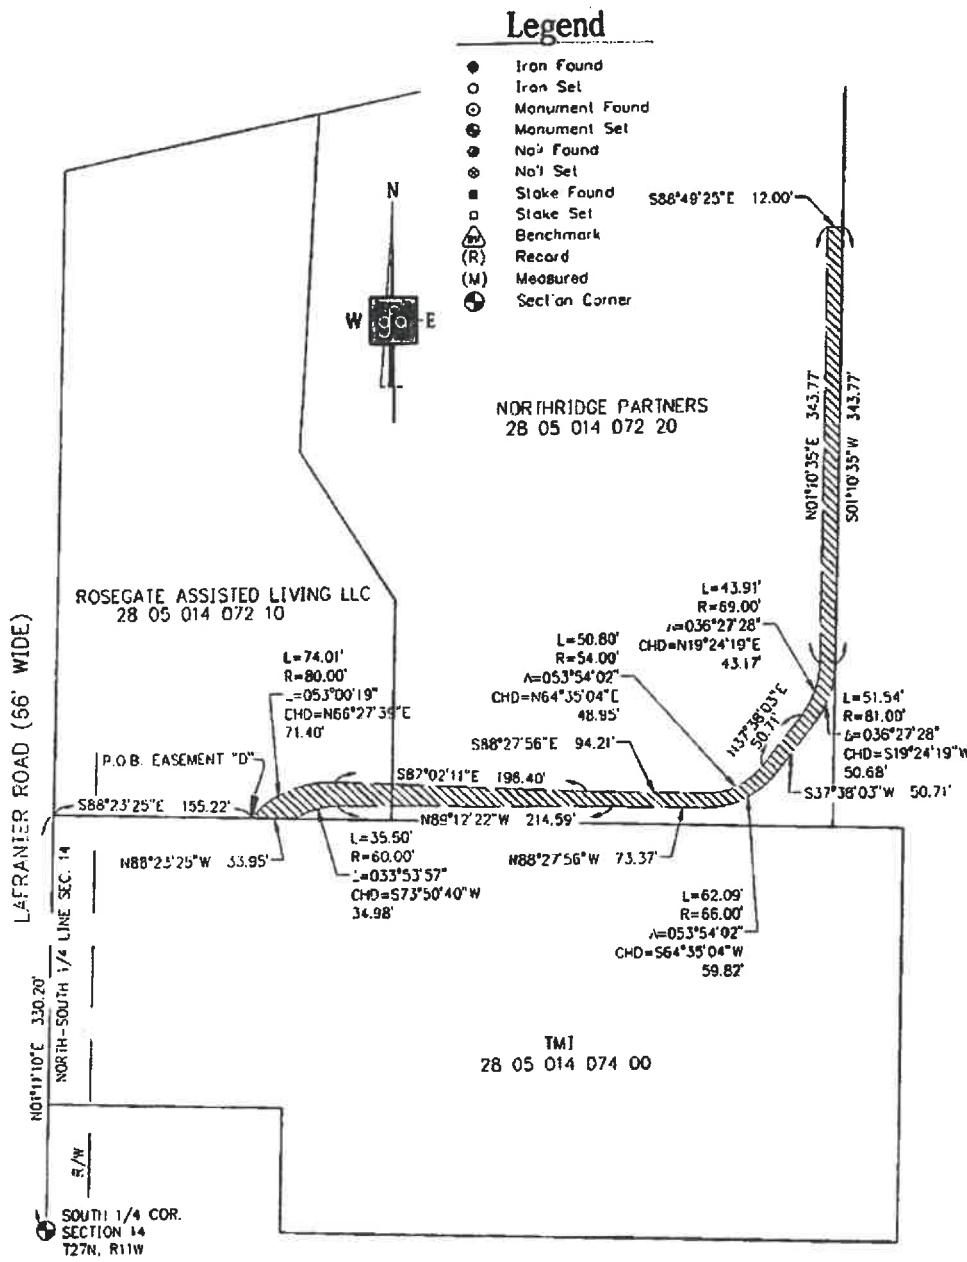 Legend
Iron Found
Iron Set
Monument Found
Monument Set
Nail Found
Nail Set
Stake Found
Stake Set
BM Benchmark
(R) Record
(M) Measured
Section Corner
N
W E
S88°49'25"E 12.00'
NORTHRIDGE PARTNERS
28 05 014 072 20
N01°10'35"E 343.77'
S01°10'35"W 343.77'
ROSEGATE ASSISTED LIVING LLC
28 05 014 072 10
LAFRANIER ROAD (66' WIDE)
L=43.91'
R=69.00'
Δ=036°27'28"
CHD=N19°24'19"E
43.17'
L=50.80'
R=54.00'
Δ=053°54'02"
CHD=N64°35'04"E
48.95'
L=74.01'
R=80.00'
Δ=053°00'19"
CHD=N66°27'39"E
71.40'
N37°38'03"E
50.71'
L=51.54'
R=81.00'
Δ=036°27'28"
CHD=S19°24'19"W
50.68'
S88°27'56"E 94.21'
P.O.B. EASEMENT "D"
S87°02'11"E 198.40'
S37°38'03"W 50.71'
S88°23'25"E 155.22'
N89°12'22"W 214.59'
N88°23'25"W 33.95'
N88°27'56"W 73.37'
L=35.50'
R=60.00'
Δ=033°53'57"
CHD=S73°50'40"W
34.98'
L=62.09'
R=66.00'
Δ=053°54'02"
CHD=S64°35'04"W
59.82'
NORTH-SOUTH 1/4 LINE SEC. 14
330.20'
TMI
28 05 014 074 00
R/W
SOUTH 1/4 COR.
SECTION 14
T27N, R11W